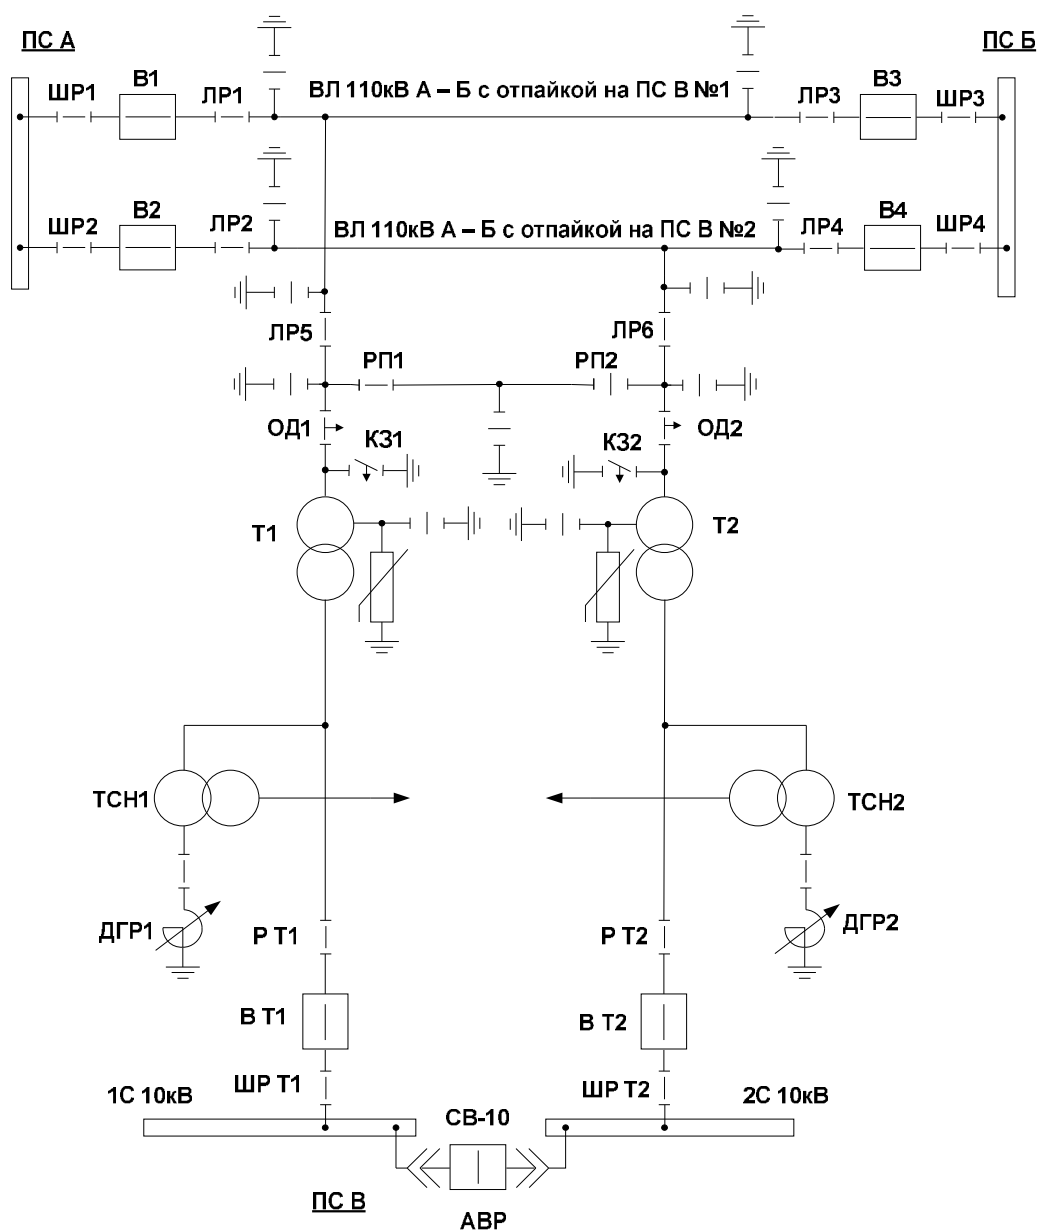 ПС А
ПС Б
ШР1
В1
ЛР1
ВЛ 110кВ А – Б с отпайкой на ПС В №1
ЛР3
В3
ШР3
ШР2
В2
ЛР2
ВЛ 110кВ А – Б с отпайкой на ПС В №2
ЛР4
В4
ШР4
ЛР5
ЛР6
РП1
РП2
ОД1
КЗ1
КЗ2
ОД2
Т1
Т2
ТСН1
ТСН2
ДГР1
Р Т1
Р Т2
ДГР2
В Т1
В Т2
1С 10кВ
ШР Т1
ШР Т2
2С 10кВ
СВ-10
ПС В
АВР